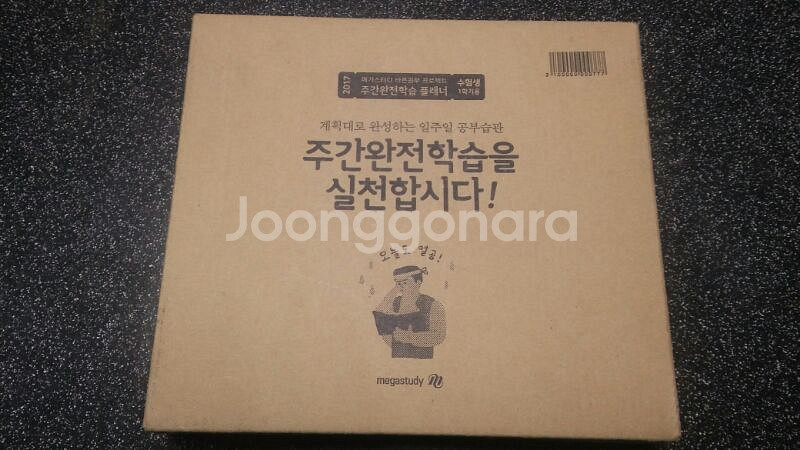 2017
메가스터디 바른공부 프로젝트
주간완전학습 플래너
수험생
1학기용
계획대로 완성하는 일주일 공부습관
주간완전학습을
실천합시다!
Joonggonara
오늘도 열공!
megastudy